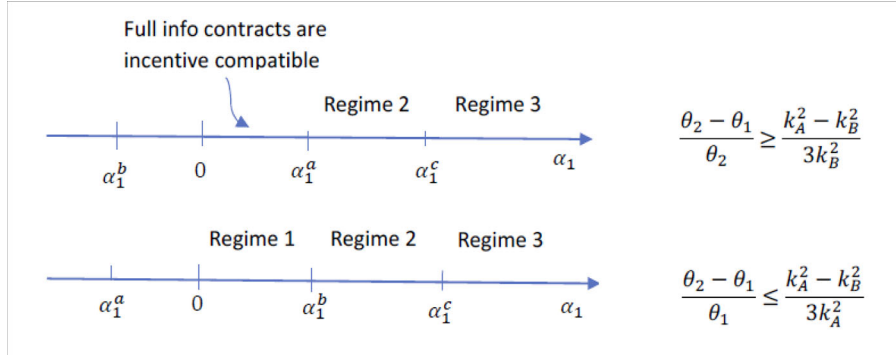 Full info contracts are
incentive compatible
Regime 2 Regime 3
α₁ᵇ 0 α₁ᵃ α₁ᶜ α₁
(θ₂ − θ₁)/θ₂ ≥ (k_A² − k_B²)/(3k_B²)
Regime 1 Regime 2 Regime 3
α₁ᵃ 0 α₁ᵇ α₁ᶜ α₁
(θ₂ − θ₁)/θ₁ ≤ (k_A² − k_B²)/(3k_A²)